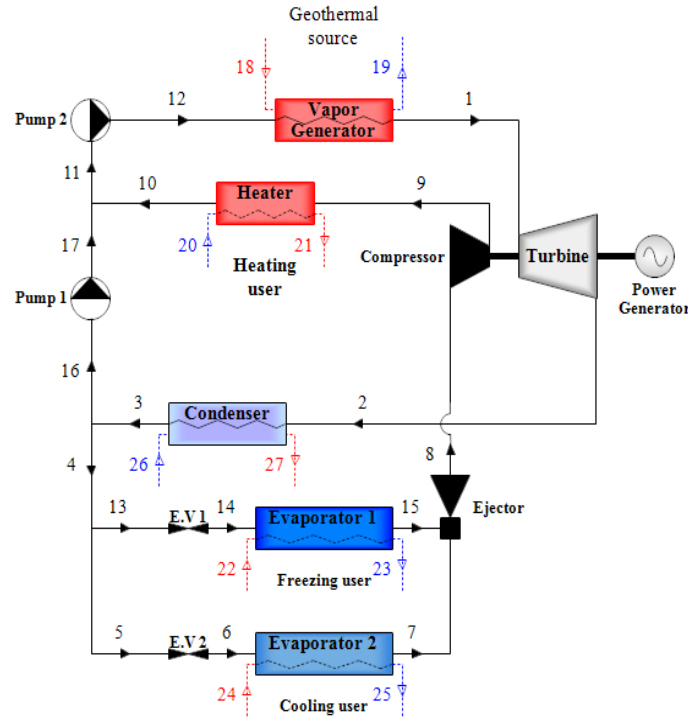 Geothermal
source
18
19
12
1
Pump 2
Vapor
Generator
11
10
Heater
9
17
20
21
Compressor
Turbine
Heating
user
Power
Generator
Pump 1
16
3
Condenser
2
4
26
27
8
13
E.V 1
14
Evaporator 1
15
Ejector
22
Freezing user
23
5
E.V 2
6
Evaporator 2
7
24
Cooling user
25